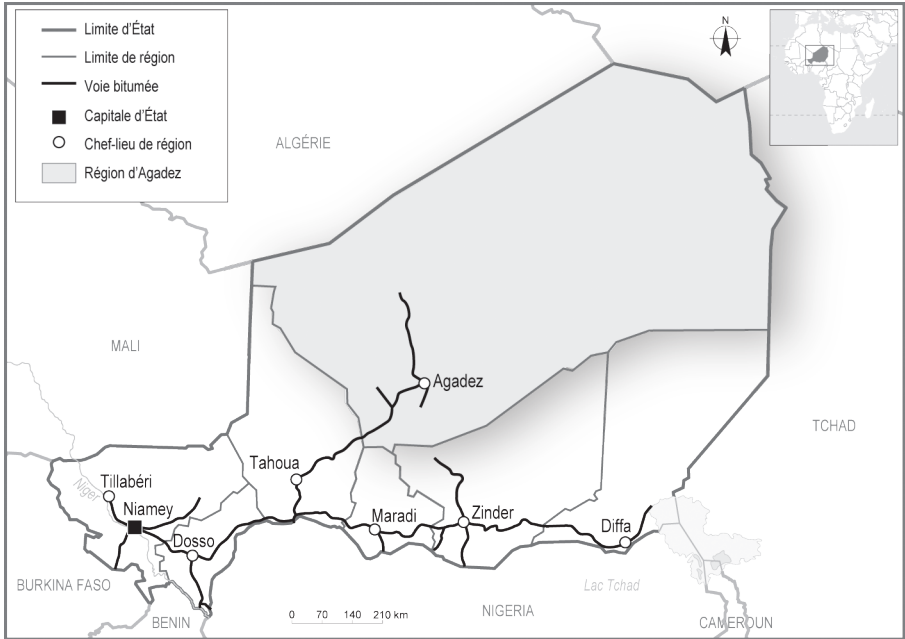 Limite d'État
Limite de région
Voie bitumée
Capitale d'État
Chef-lieu de région
Région d'Agadez
N
ALGÉRIE
MALI
Agadez
TCHAD
Tahoua
Tillabéri
Niger
Niamey
Dosso
Maradi
Zinder
Diffa
BURKINA FASO
BENIN
0 70 140 210 km
NIGERIA
Lac Tchad
CAMEROUN